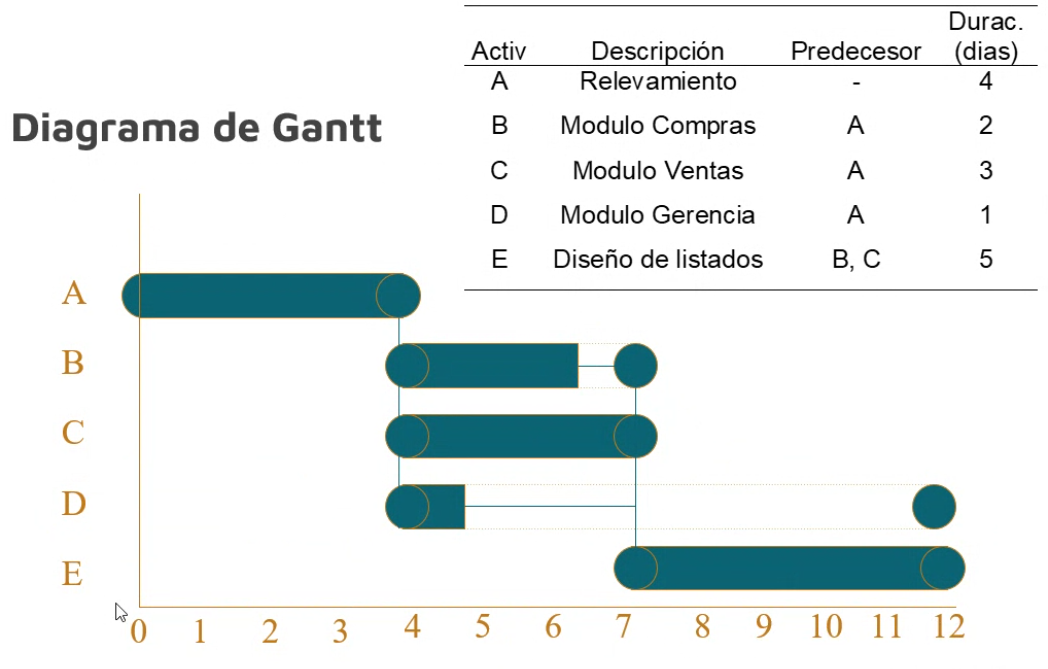 Diagrama de Gantt
Durac.
Activ Descripción Predecesor (dias)
A Relevamiento - 4
B Modulo Compras A 2
C Modulo Ventas A 3
D Modulo Gerencia A 1
E Diseño de listados B, C 5
A
B
C
D
E
0 1 2 3 4 5 6 7 8 9 10 11 12